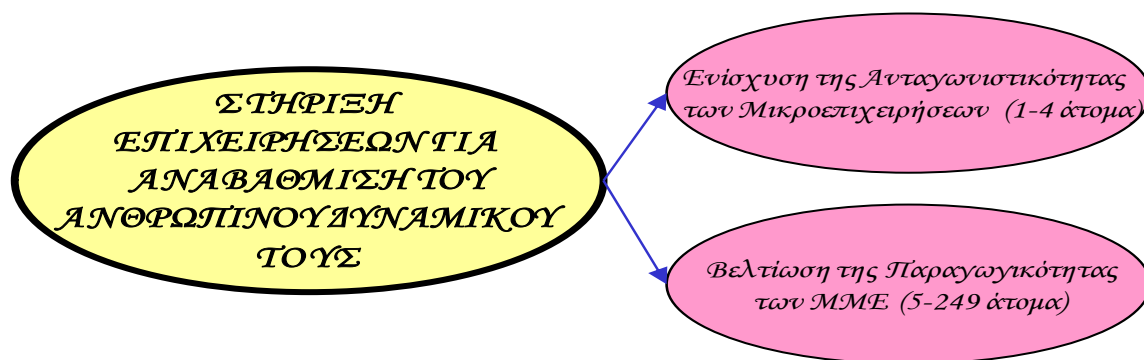 ΣΤΗΡΙΞΗ
ΕΠΙΧΕΙΡΗΣΕΩΝ ΓΙΑ
ΑΝΑΒΑΘΜΙΣΗ ΤΟΥ
ΑΝΘΡΩΠΙΝΟΥ ΔΥΝΑΜΙΚΟΥ
ΤΟΥΣ
Ενίσχυση της Ανταγωνιστικότητας
των Μικροεπιχειρήσεων (1-4 άτομα)
Βελτίωση της Παραγωγικότητας
των ΜΜΕ (5-249 άτομα)